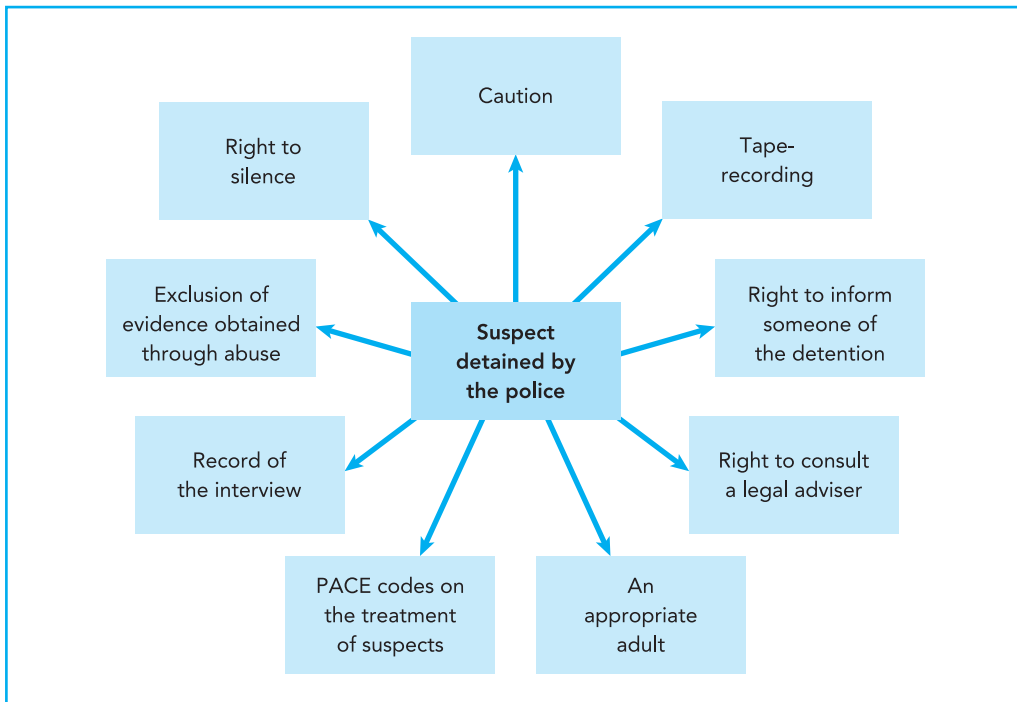 Caution
Right to
silence
Tape-
recording
Exclusion of
evidence obtained
through abuse
Suspect
detained by
the police
Right to inform
someone of
the detention
Record of
the interview
Right to consult
a legal adviser
PACE codes on
the treatment
of suspects
An
appropriate
adult